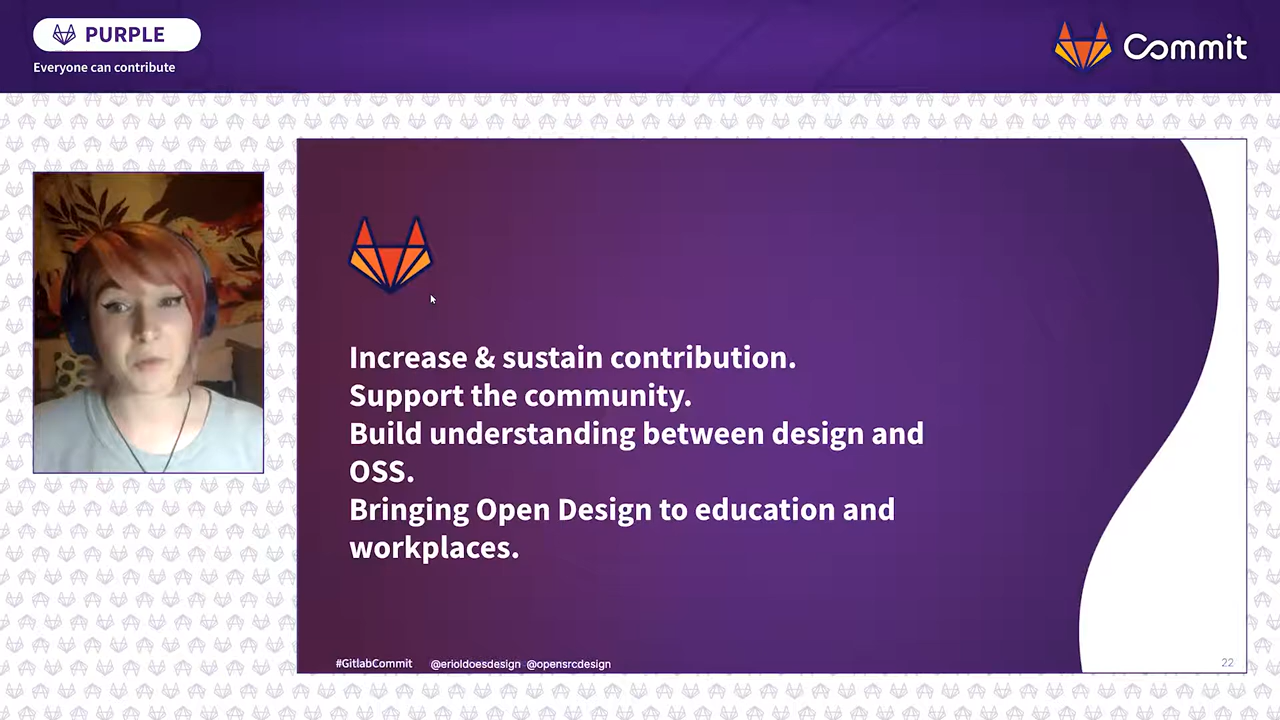 PURPLE
Everyone can contribute
Commit
Increase & sustain contribution.
Support the community.
Build understanding between design and
OSS.
Bringing Open Design to education and
workplaces.
#GitlabCommit @erioldoesdesign @opensrcdesign
22